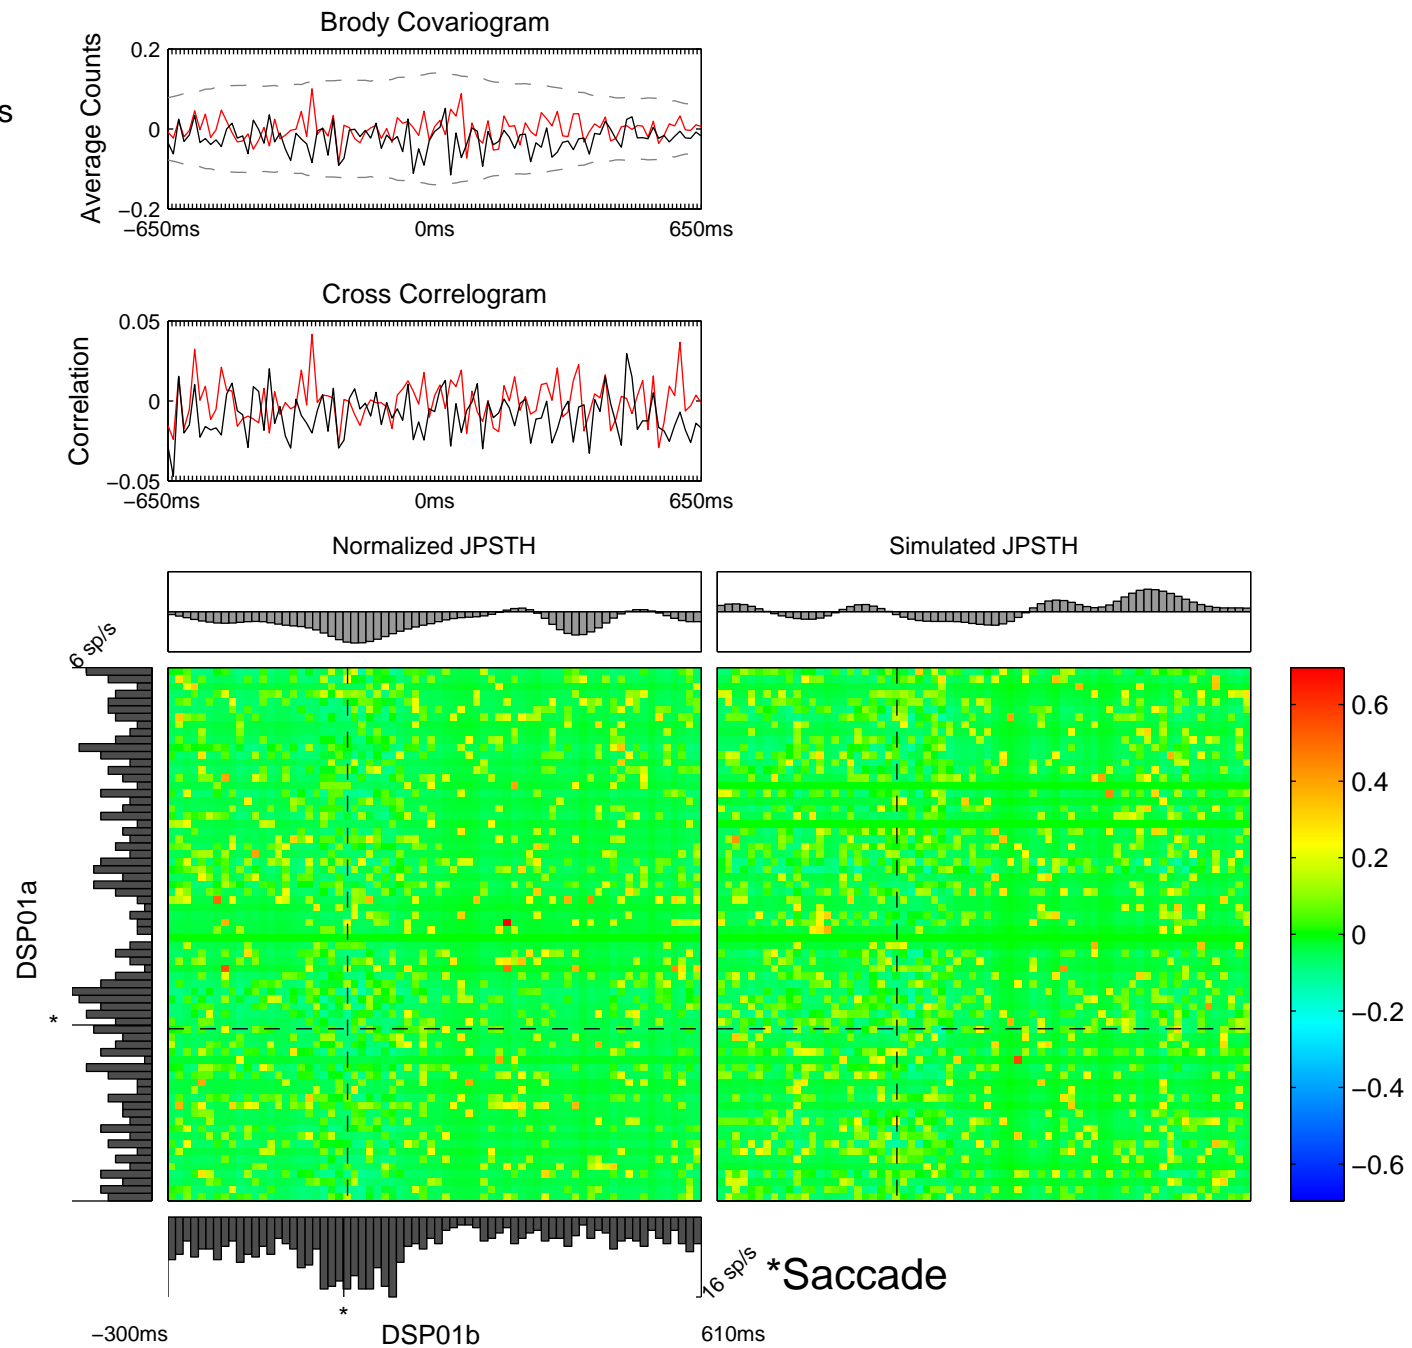 Brody Covariogram
s
Average Counts
0.2
0
−0.2
−650ms 0ms 650ms
Cross Correlogram
Correlation
0.05
0
−0.05
−650ms 0ms 650ms
Normalized JPSTH
Simulated JPSTH
6 sp/s
DSP01a
*
0.6
0.4
0.2
0
−0.2
−0.4
−0.6
16 sp/s
*Saccade
*
−300ms DSP01b 610ms